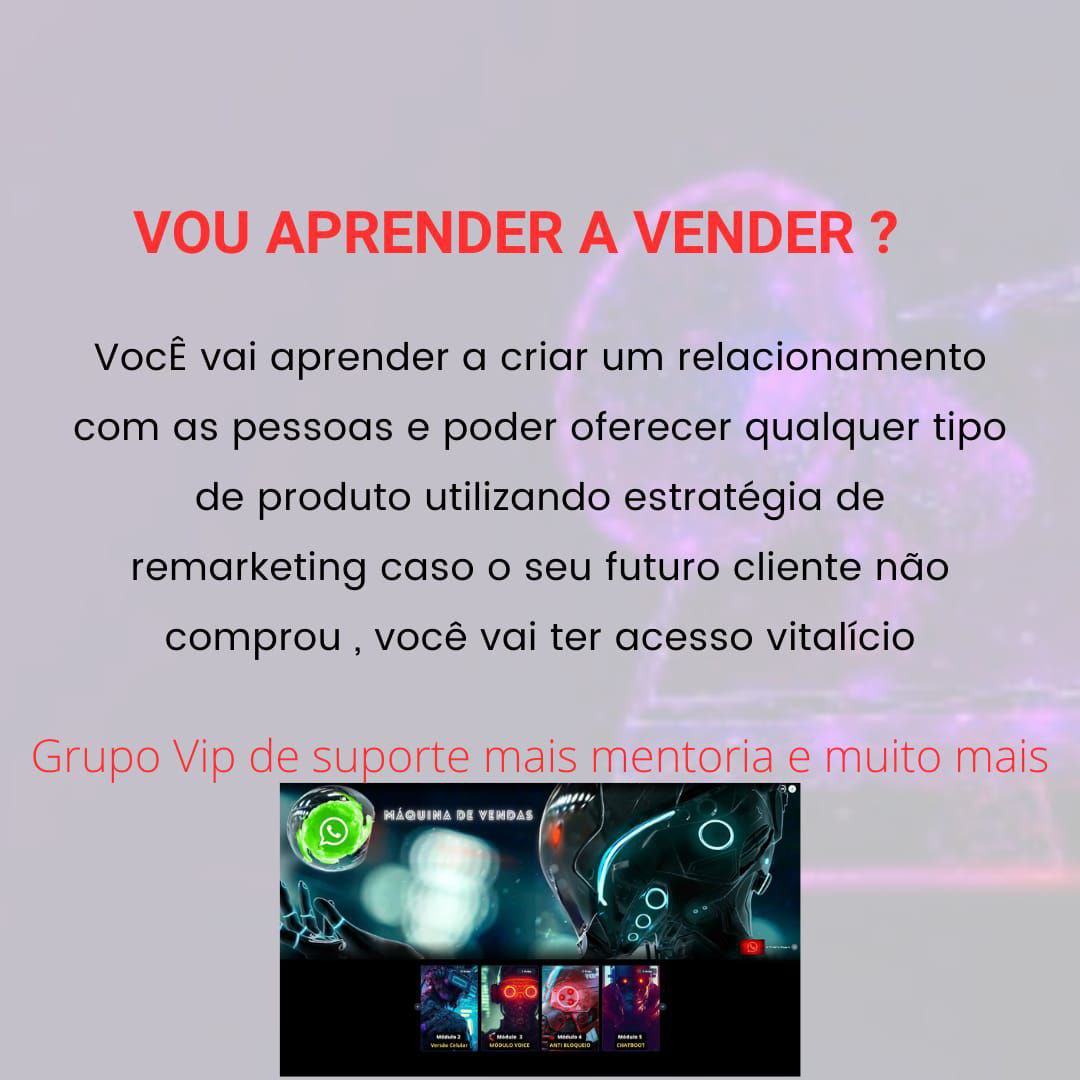 VOU APRENDER A VENDER ?
VocÊ vai aprender a criar um relacionamento
com as pessoas e poder oferecer qualquer tipo
de produto utilizando estratégia de
remarketing caso o seu futuro cliente não
comprou , você vai ter acesso vitalício
Grupo Vip de suporte mais mentoria e muito mais
MÁQUINA DE VENDAS
Módulo 2
Versão Celular
Módulo 3
MÓDULO VOICE
Módulo 4
ANTI BLOQUEIO
Módulo 5
CHATBOOT